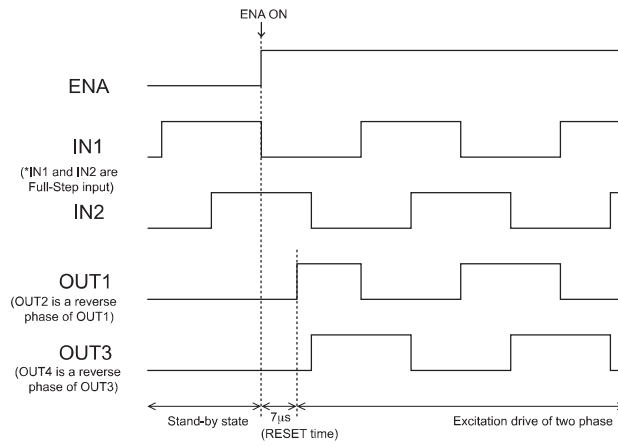 ENA ON
ENA
IN1
(*IN1 and IN2 are
Full-Step input)
IN2
OUT1
(OUT2 is a reverse
phase of OUT1)
OUT3
(OUT4 is a reverse
phase of OUT3)
Stand-by state
7μs
(RESET time)
Excitation drive of two phase